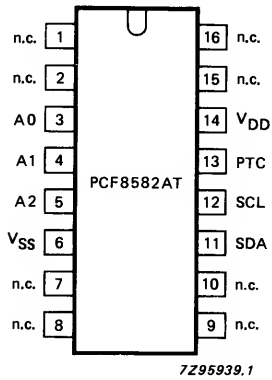 n.c. 1 16 n.c.
n.c. 2 15 n.c.
A0 3 14 VDD
A1 4 13 PTC
PCF8582AT
A2 5 12 SCL
VSS 6 11 SDA
n.c. 7 10 n.c.
n.c. 8 9 n.c.
7Z95939.1